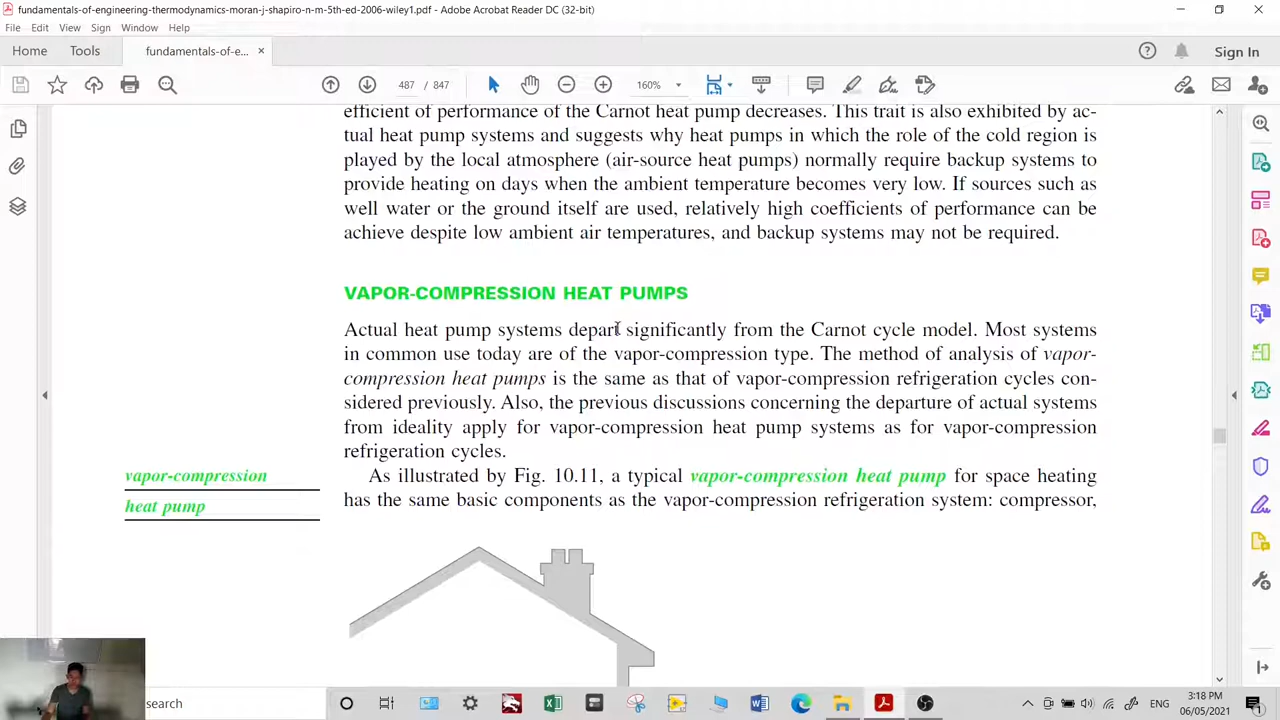 fundamentals-of-engineering-thermodynamics-moran-j-shapiro-n-m-5th-ed-2006-wiley1.pdf - Adobe Acrobat Reader DC (32-bit)
File Edit View Sign Window Help
Home Tools fundamentals-of-e... × Sign In
487 / 847 160%
efficient of performance of the Carnot heat pump decreases. This trait is also exhibited by ac-
tual heat pump systems and suggests why heat pumps in which the role of the cold region is
played by the local atmosphere (air-source heat pumps) normally require backup systems to
provide heating on days when the ambient temperature becomes very low. If sources such as
well water or the ground itself are used, relatively high coefficients of performance can be
achieve despite low ambient air temperatures, and backup systems may not be required.
VAPOR-COMPRESSION HEAT PUMPS
Actual heat pump systems depart significantly from the Carnot cycle model. Most systems
in common use today are of the vapor-compression type. The method of analysis of vapor-
compression heat pumps is the same as that of vapor-compression refrigeration cycles con-
sidered previously. Also, the previous discussions concerning the departure of actual systems
from ideality apply for vapor-compression heat pump systems as for vapor-compression
refrigeration cycles.
As illustrated by Fig. 10.11, a typical vapor-compression heat pump for space heating
has the same basic components as the vapor-compression refrigeration system: compressor,
vapor-compression
heat pump
search
ENG
3:18 PM
06/05/2021